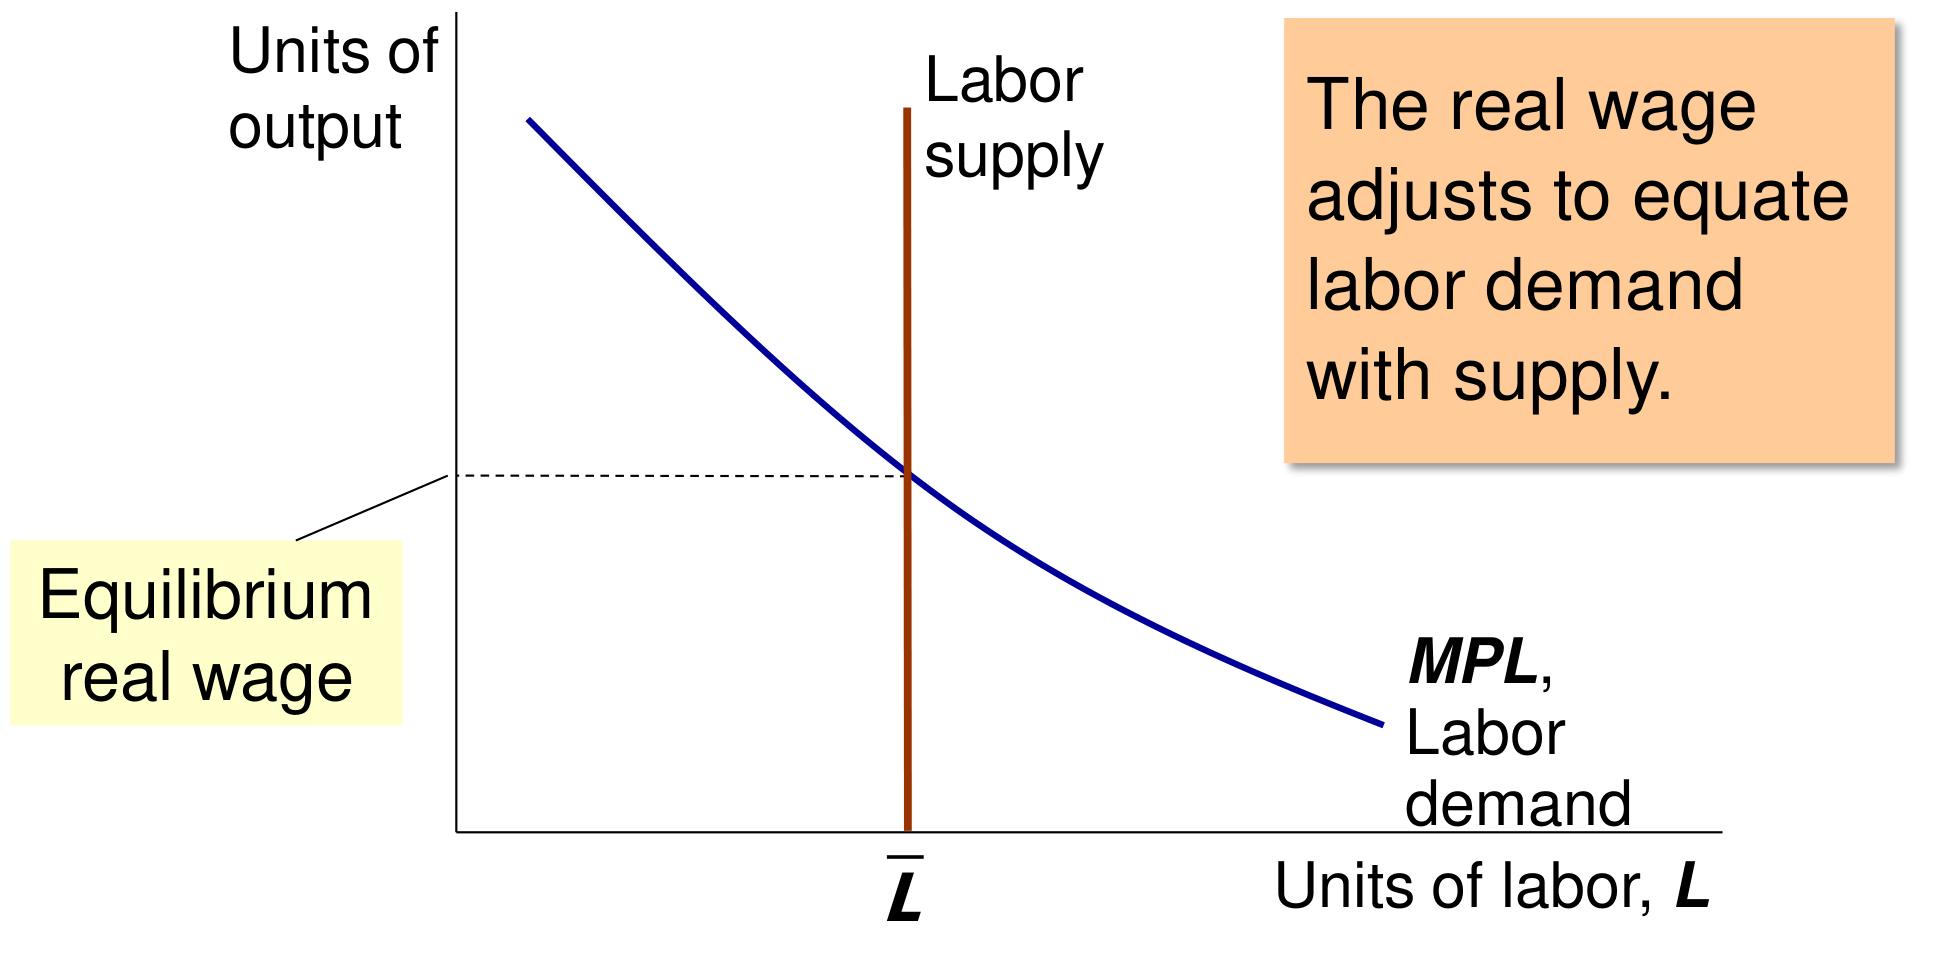 Units of
output
Labor
supply
The real wage
adjusts to equate
labor demand
with supply.
Equilibrium
real wage
MPL,
Labor
demand
L̅
Units of labor, L